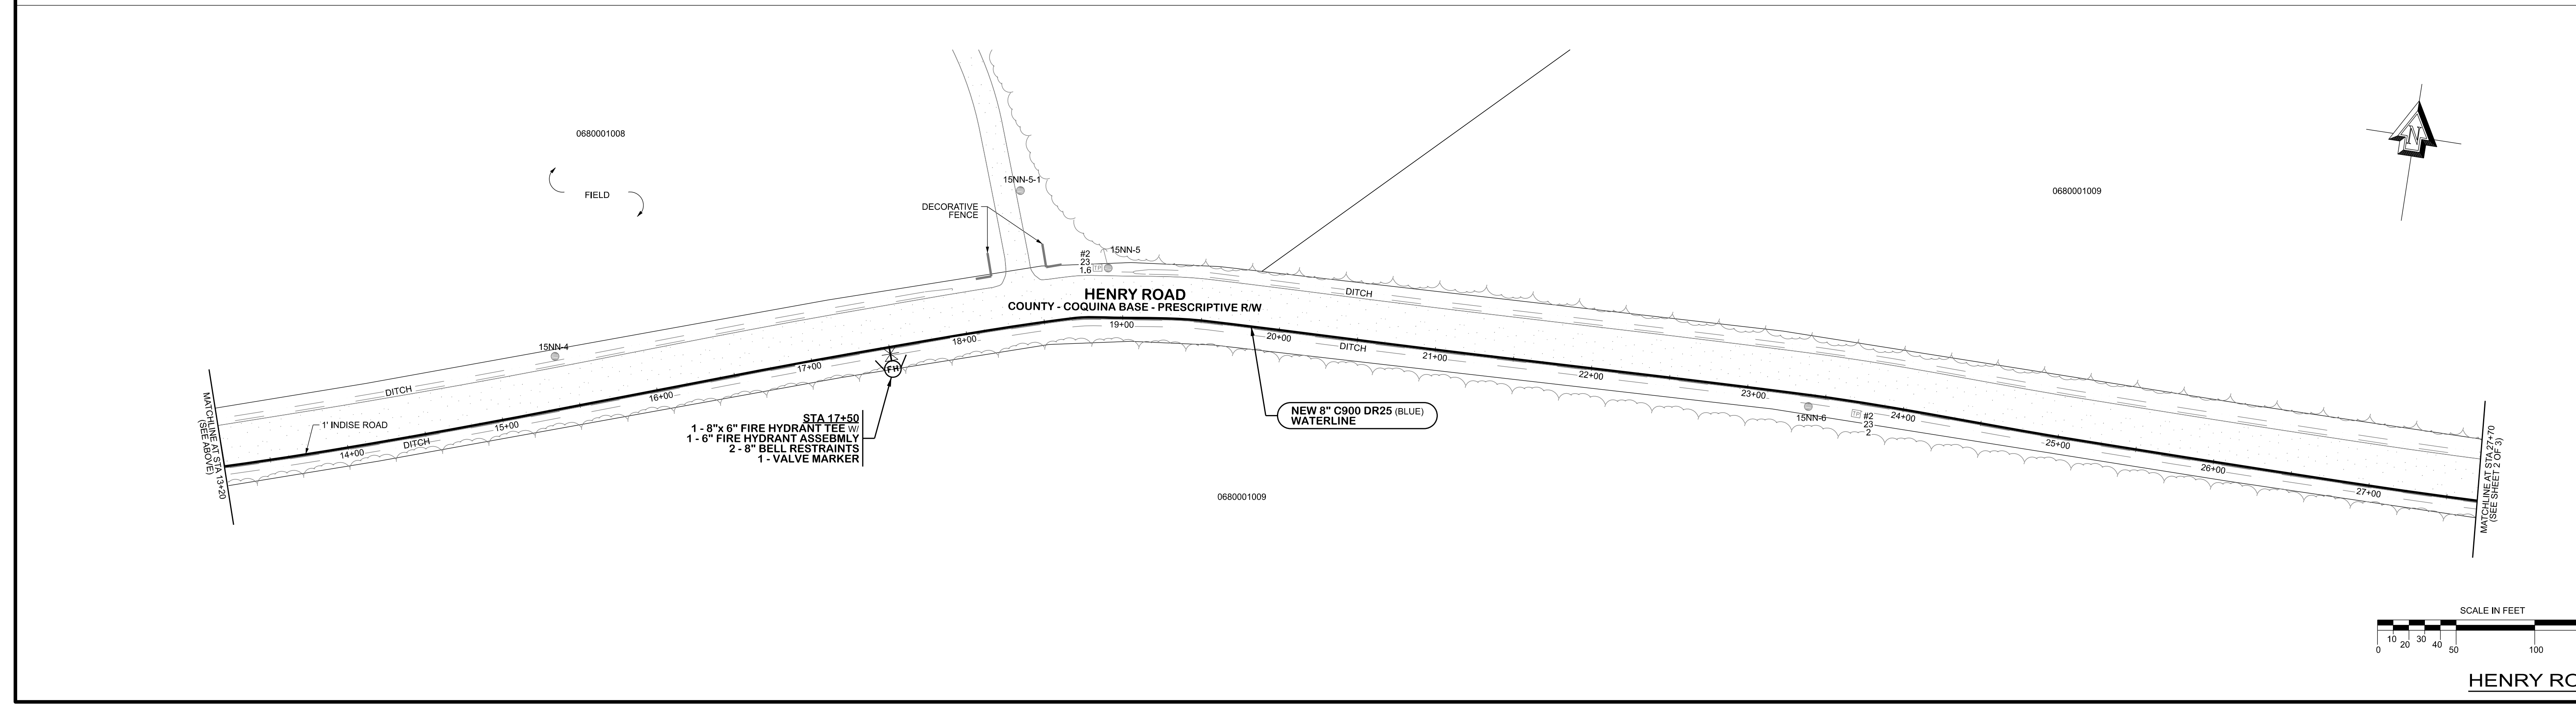 0680001008
FIELD
15NN-5-1
DECORATIVE
FENCE
#2
23
1.6
TP
15NN-5
0680001009
N
HENRY ROAD
COUNTY - COQUINA BASE - PRESCRIPTIVE R/W
DITCH
15NN-4
DITCH
MATCHLINE AT STA 13+20
(SEE ABOVE)
1' INDISE ROAD
DITCH
14+00
15+00
16+00
17+00
18+00
19+00
20+00
DITCH
21+00
22+00
23+00
24+00
25+00
26+00
27+00
FH
STA 17+50
1 - 8"x 6" FIRE HYDRANT TEE W/
1 - 6" FIRE HYDRANT ASSEBMLY
2 - 8" BELL RESTRAINTS
1 - VALVE MARKER
NEW 8" C900 DR25 (BLUE)
WATERLINE
15NN-6
TP
#2
23
2
0680001009
MATCHLINE AT STA 27+70
(SEE SHEET 2 OF 3)
SCALE IN FEET
0 10 20 30 40 50 100
HENRY RO